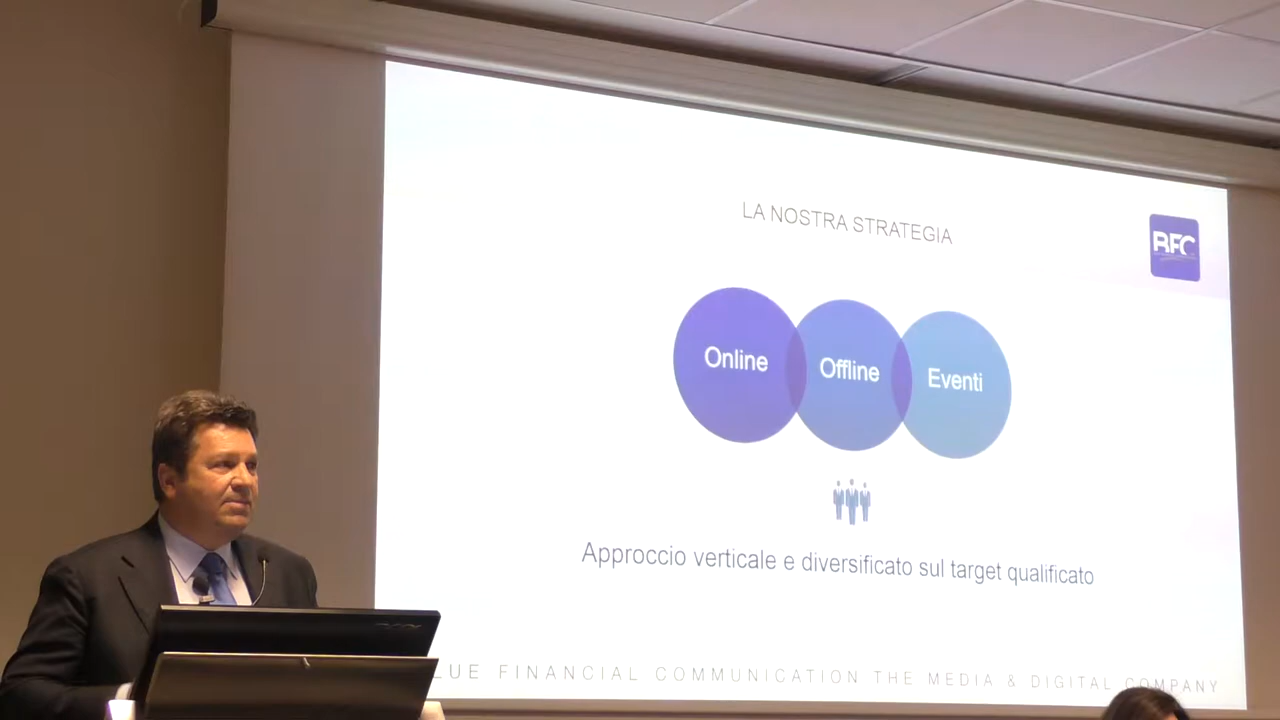 LA NOSTRA STRATEGIA
BFC
Online
Offline
Eventi
Approccio verticale e diversificato sul target qualificato
LUE FINANCIAL COMMUNICATION THE MEDIA & DIGITAL COMPANY